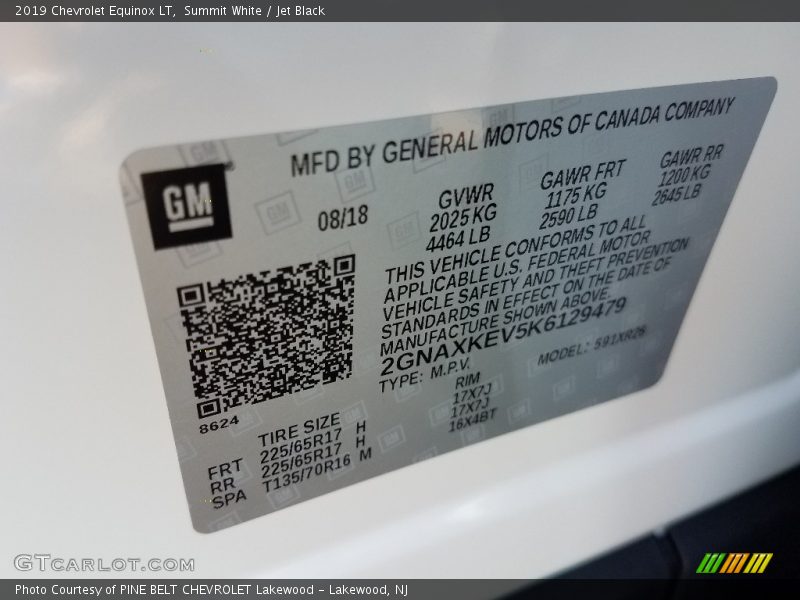 2019 Chevrolet Equinox LT,  Summit White / Jet Black
MFD BY GENERAL MOTORS OF CANADA COMPANY
GM
08/18
GVWR
2025 KG
4464 LB
GAWR FRT
1175 KG
2590 LB
GAWR RR
1200 KG
2645 LB
THIS VEHICLE CONFORMS TO ALL
APPLICABLE U.S. FEDERAL MOTOR
VEHICLE SAFETY AND THEFT PREVENTION
STANDARDS IN EFFECT ON THE DATE OF
MANUFACTURE SHOWN ABOVE.
2GNAXKEV5K6129479
TYPE: M.P.V.
MODEL: 591XR26
8624
TIRE SIZE RIM
FRT 225/65R17 H 17X7J
RR 225/65R17 H 17X7J
SPA T135/70R16 M 16X4BT
GTCARLOT.COM
Photo Courtesy of PINE BELT CHEVROLET Lakewood - Lakewood, NJ